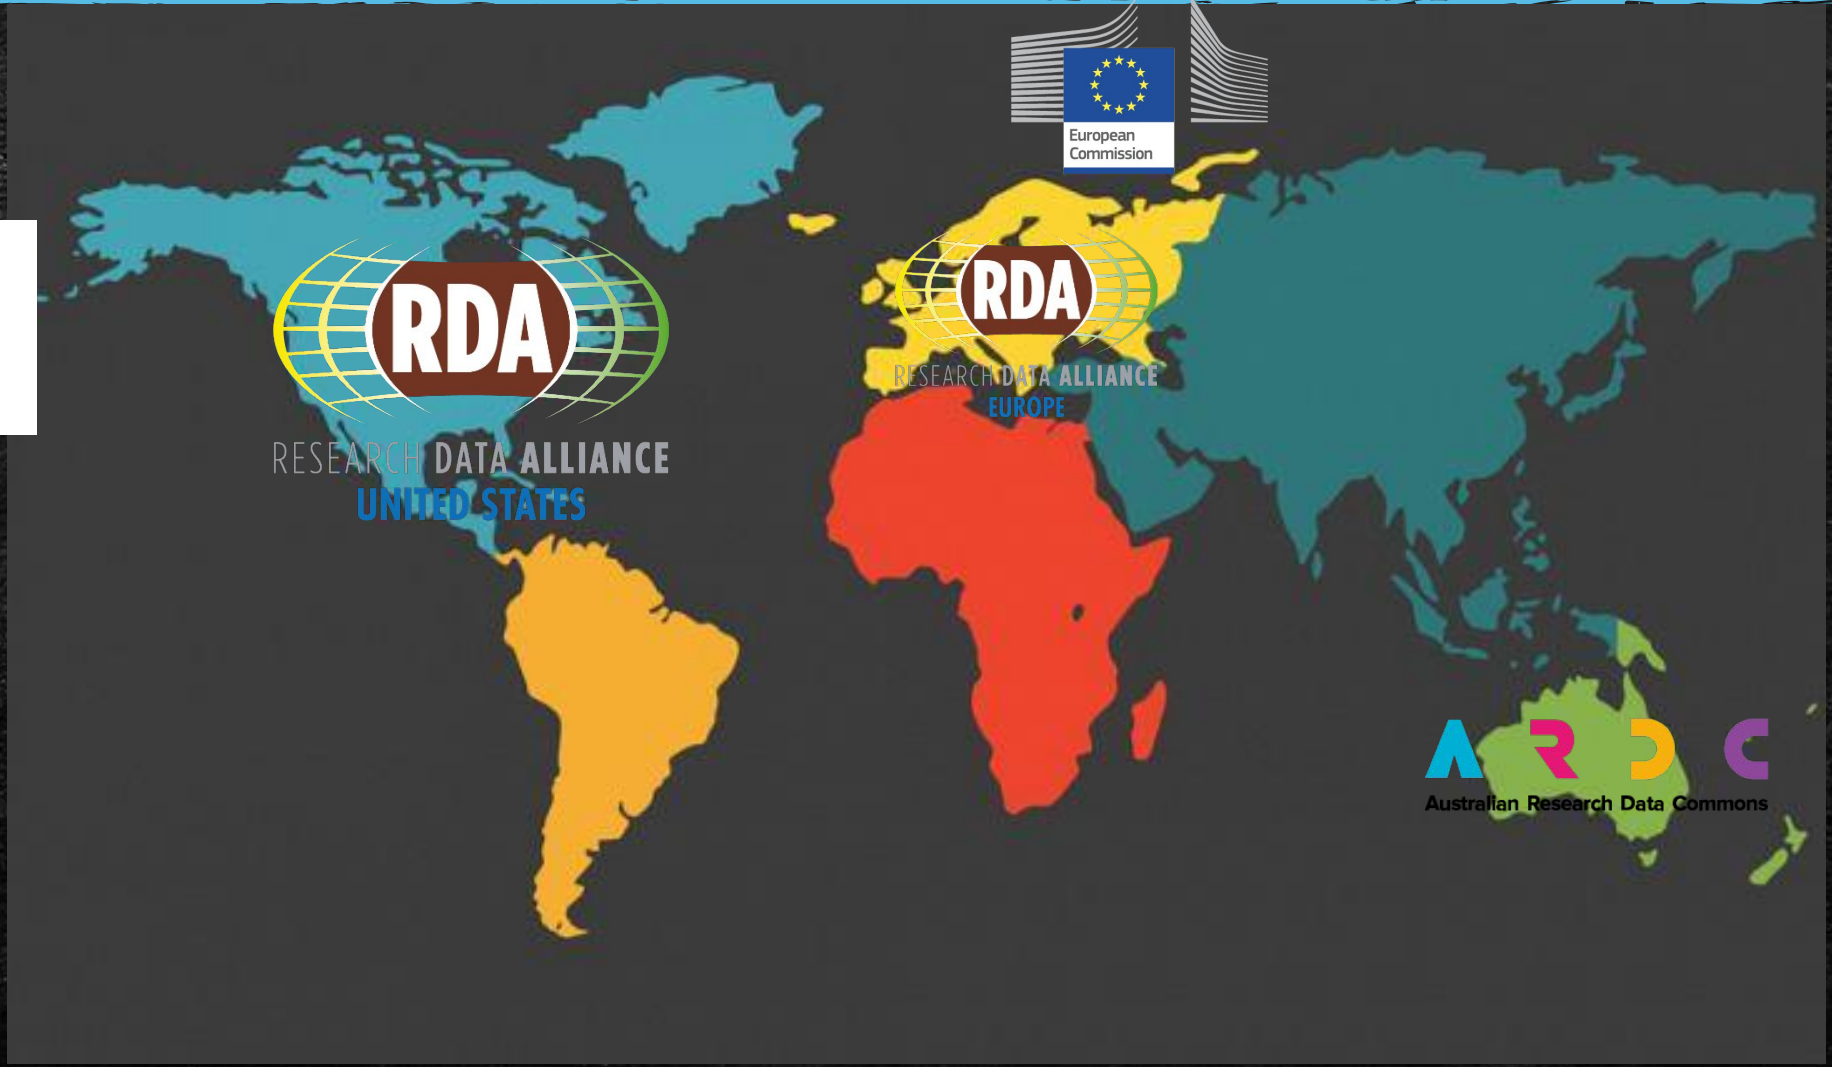 European
Commission
RDA
RESEARCH DATA ALLIANCE
UNITED STATES
RDA
RESEARCH DATA ALLIANCE
EUROPE
ARDC
Australian Research Data Commons